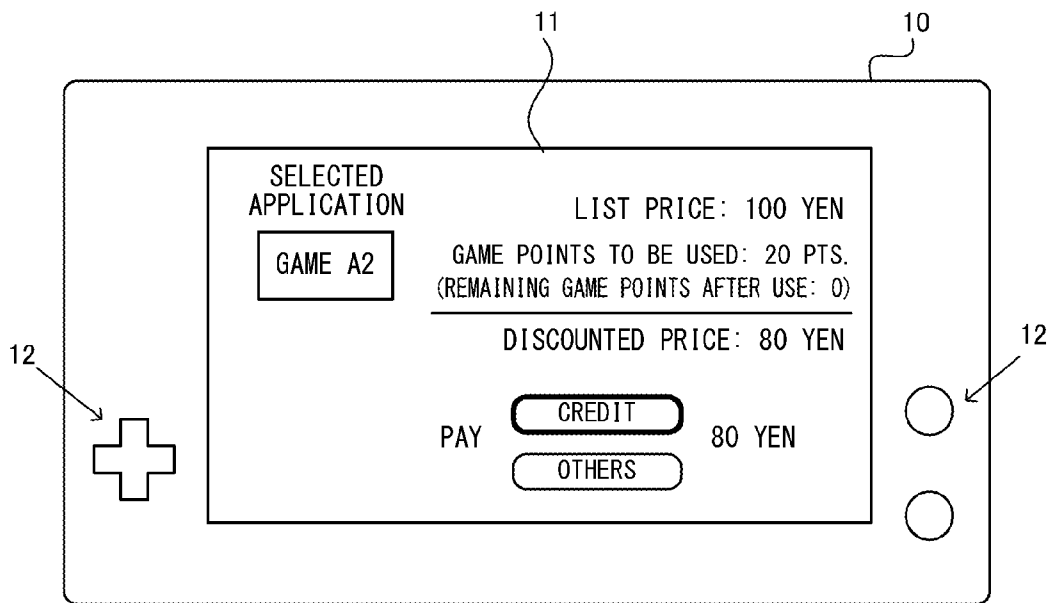 11
10
SELECTED
APPLICATION
GAME A2
LIST PRICE: 100 YEN
GAME POINTS TO BE USED: 20 PTS.
(REMAINING GAME POINTS AFTER USE: 0)
DISCOUNTED PRICE: 80 YEN
12
12
CREDIT
PAY 80 YEN
OTHERS